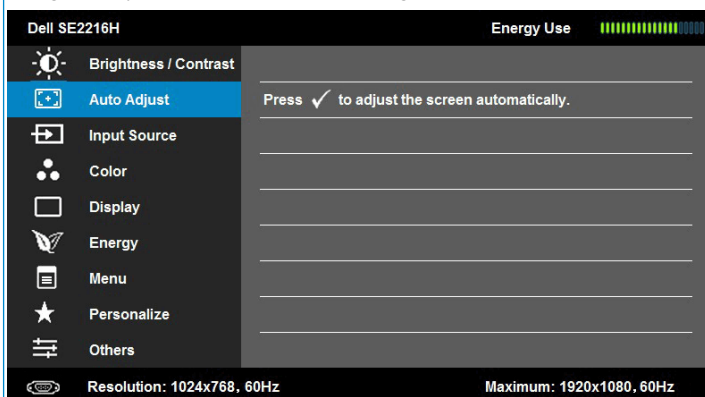 Dell SE2216H Energy Use
Brightness / Contrast
Auto Adjust Press ✓ to adjust the screen automatically.
Input Source
Color
Display
Energy
Menu
Personalize
Others
Resolution: 1024x768, 60Hz Maximum: 1920x1080, 60Hz